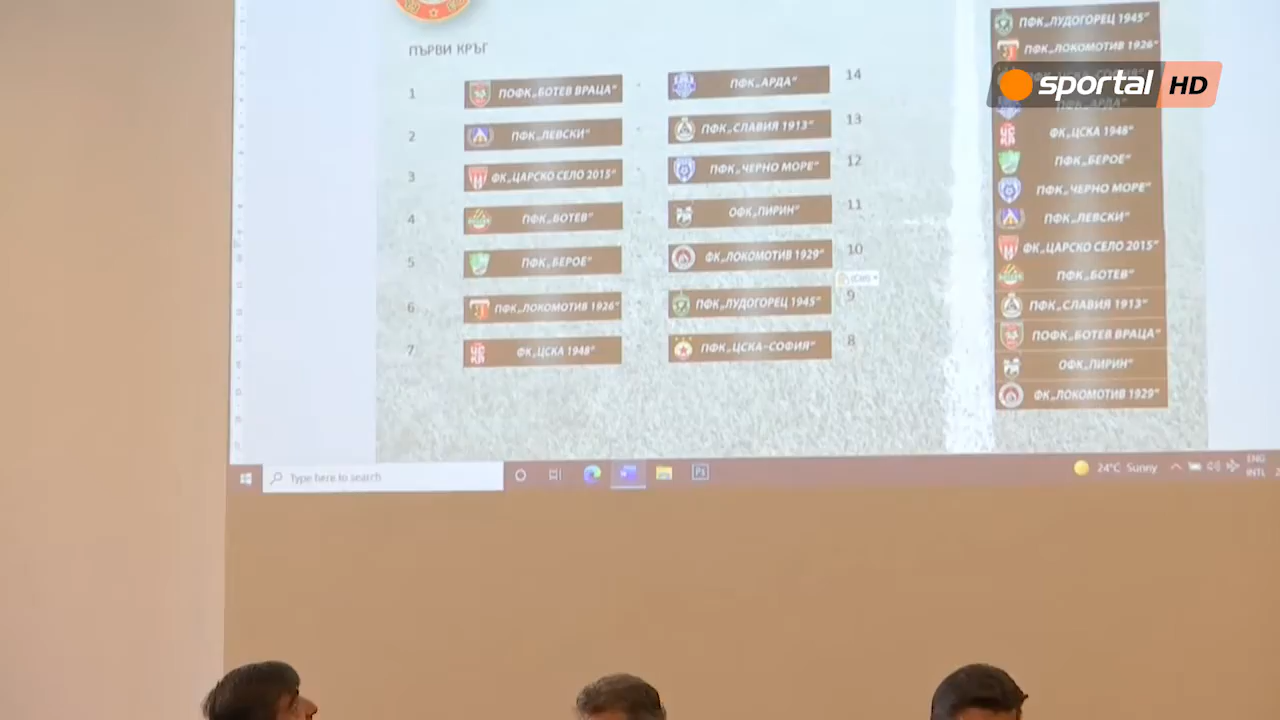 ПЪРВИ КРЪГ
1 ПОФК„БОТЕВ ВРАЦА“ - ПФК„АРДА“ 14
2 ПФК„ЛЕВСКИ“ - ПФК„СЛАВИЯ 1913“ 13
3 ФК„ЦАРСКО СЕЛО 2015“ - ПФК„ЧЕРНО МОРЕ“ 12
4 ПФК„БОТЕВ“ - ОФК„ПИРИН“ 11
5 ПФК„БЕРОЕ“ - ФК„ЛОКОМОТИВ 1929“ 10
6 ПФК„ЛОКОМОТИВ 1926“ - ПФК„ЛУДОГОРЕЦ 1945“ 9
7 ФК„ЦСКА 1948“ - ПФК„ЦСКА-СОФИЯ“ 8
ПФК„ЛУДОГОРЕЦ 1945“
ПФК„ЛОКОМОТИВ 1926“
sportal HD
ПФК„АРДА“
ФК„ЦСКА 1948“
ПФК„БЕРОЕ“
ПФК„ЧЕРНО МОРЕ“
ПФК„ЛЕВСКИ“
ФК„ЦАРСКО СЕЛО 2015“
ПФК„БОТЕВ“
ПФК„СЛАВИЯ 1913“
ПОФК„БОТЕВ ВРАЦА“
ОФК„ПИРИН“
ФК„ЛОКОМОТИВ 1929“
Type here to search
Ps
24°C Sunny
ENG
INTL